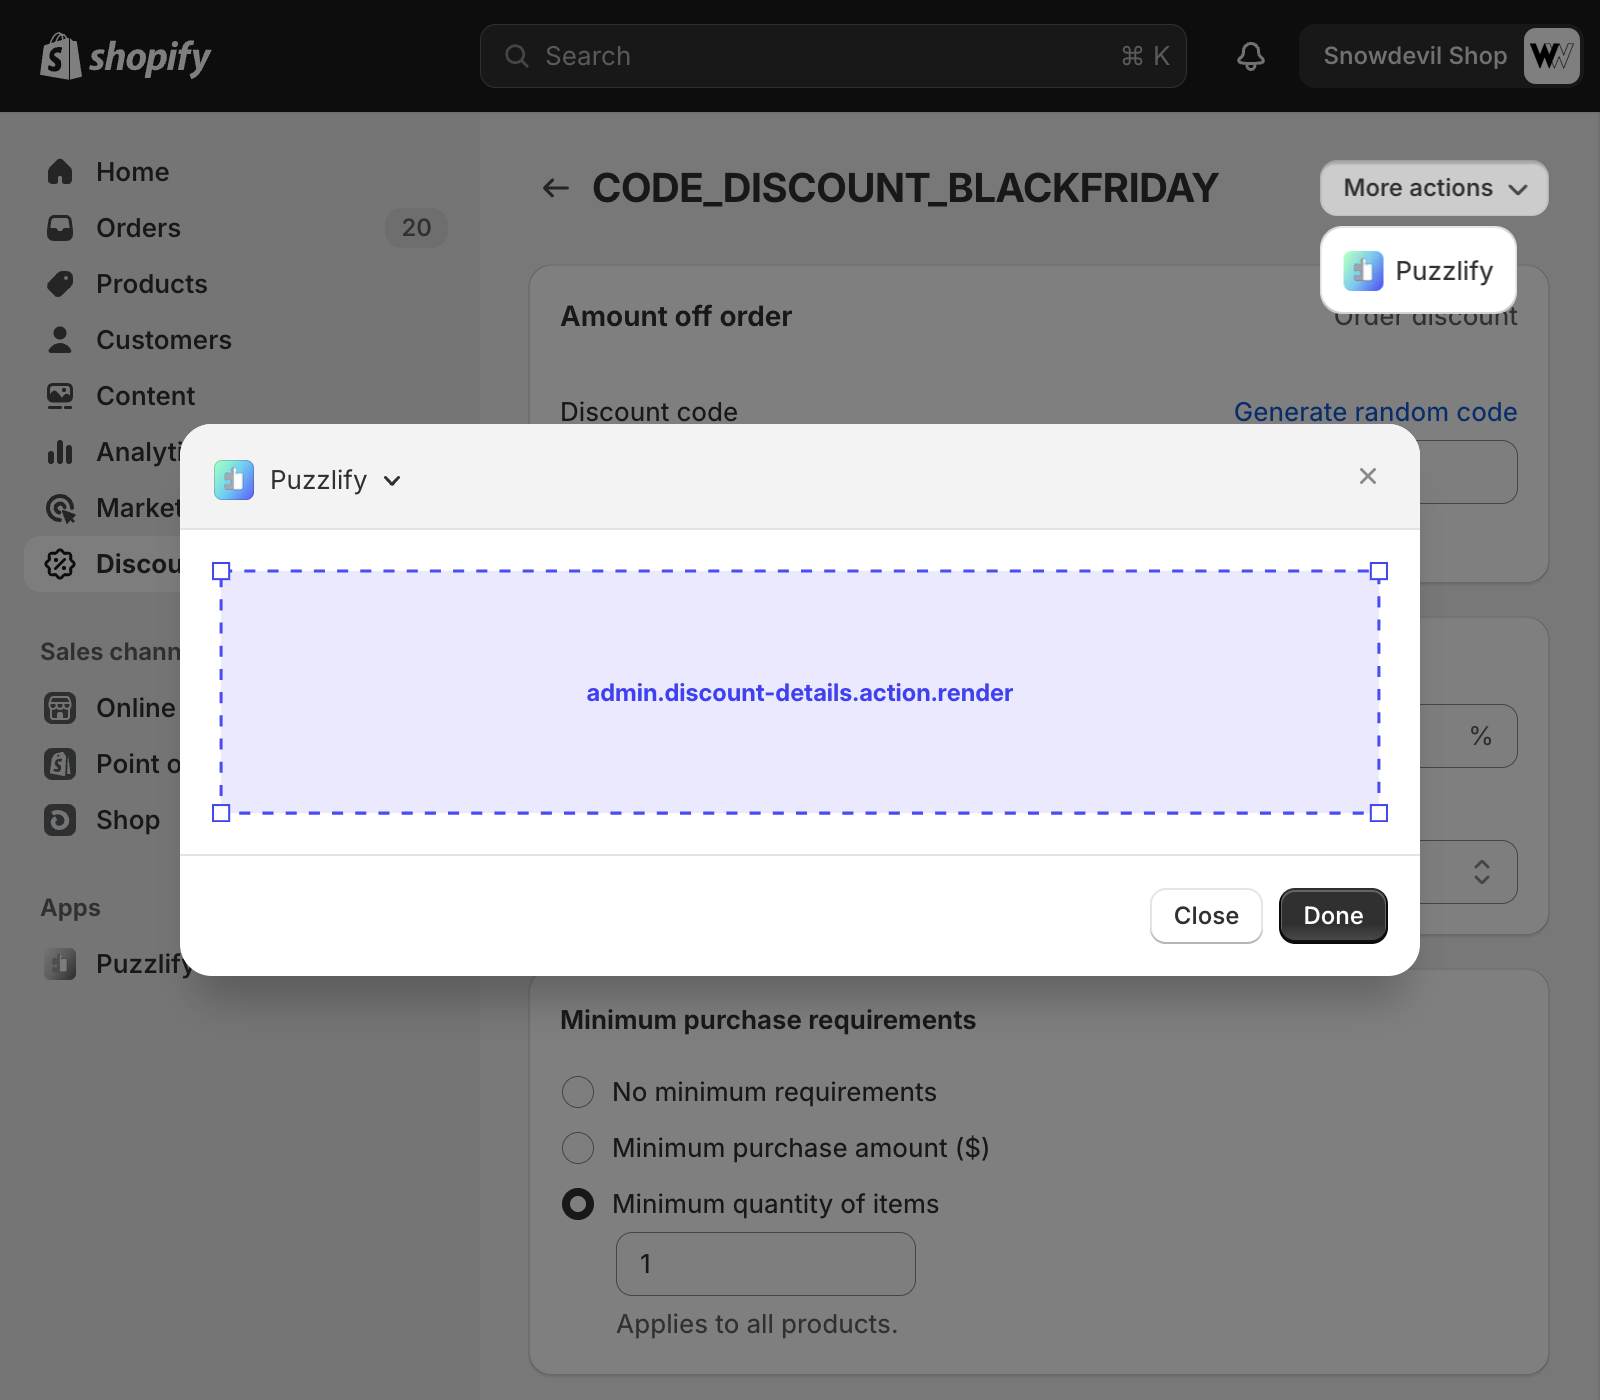 shopify
Search
⌘ K
Snowdevil Shop
Home
Orders
20
Products
Customers
Content
Analyti
Market
Discou
Sales chann
Online
Point o
Shop
Apps
Puzzlify
CODE_DISCOUNT_BLACKFRIDAY
More actions
Puzzlify
Amount off order
Order discount
Discount code
Generate random code
Puzzlify
admin.discount-details.action.render
%
Close
Done
Minimum purchase requirements
No minimum requirements
Minimum purchase amount ($)
Minimum quantity of items
1
Applies to all products.